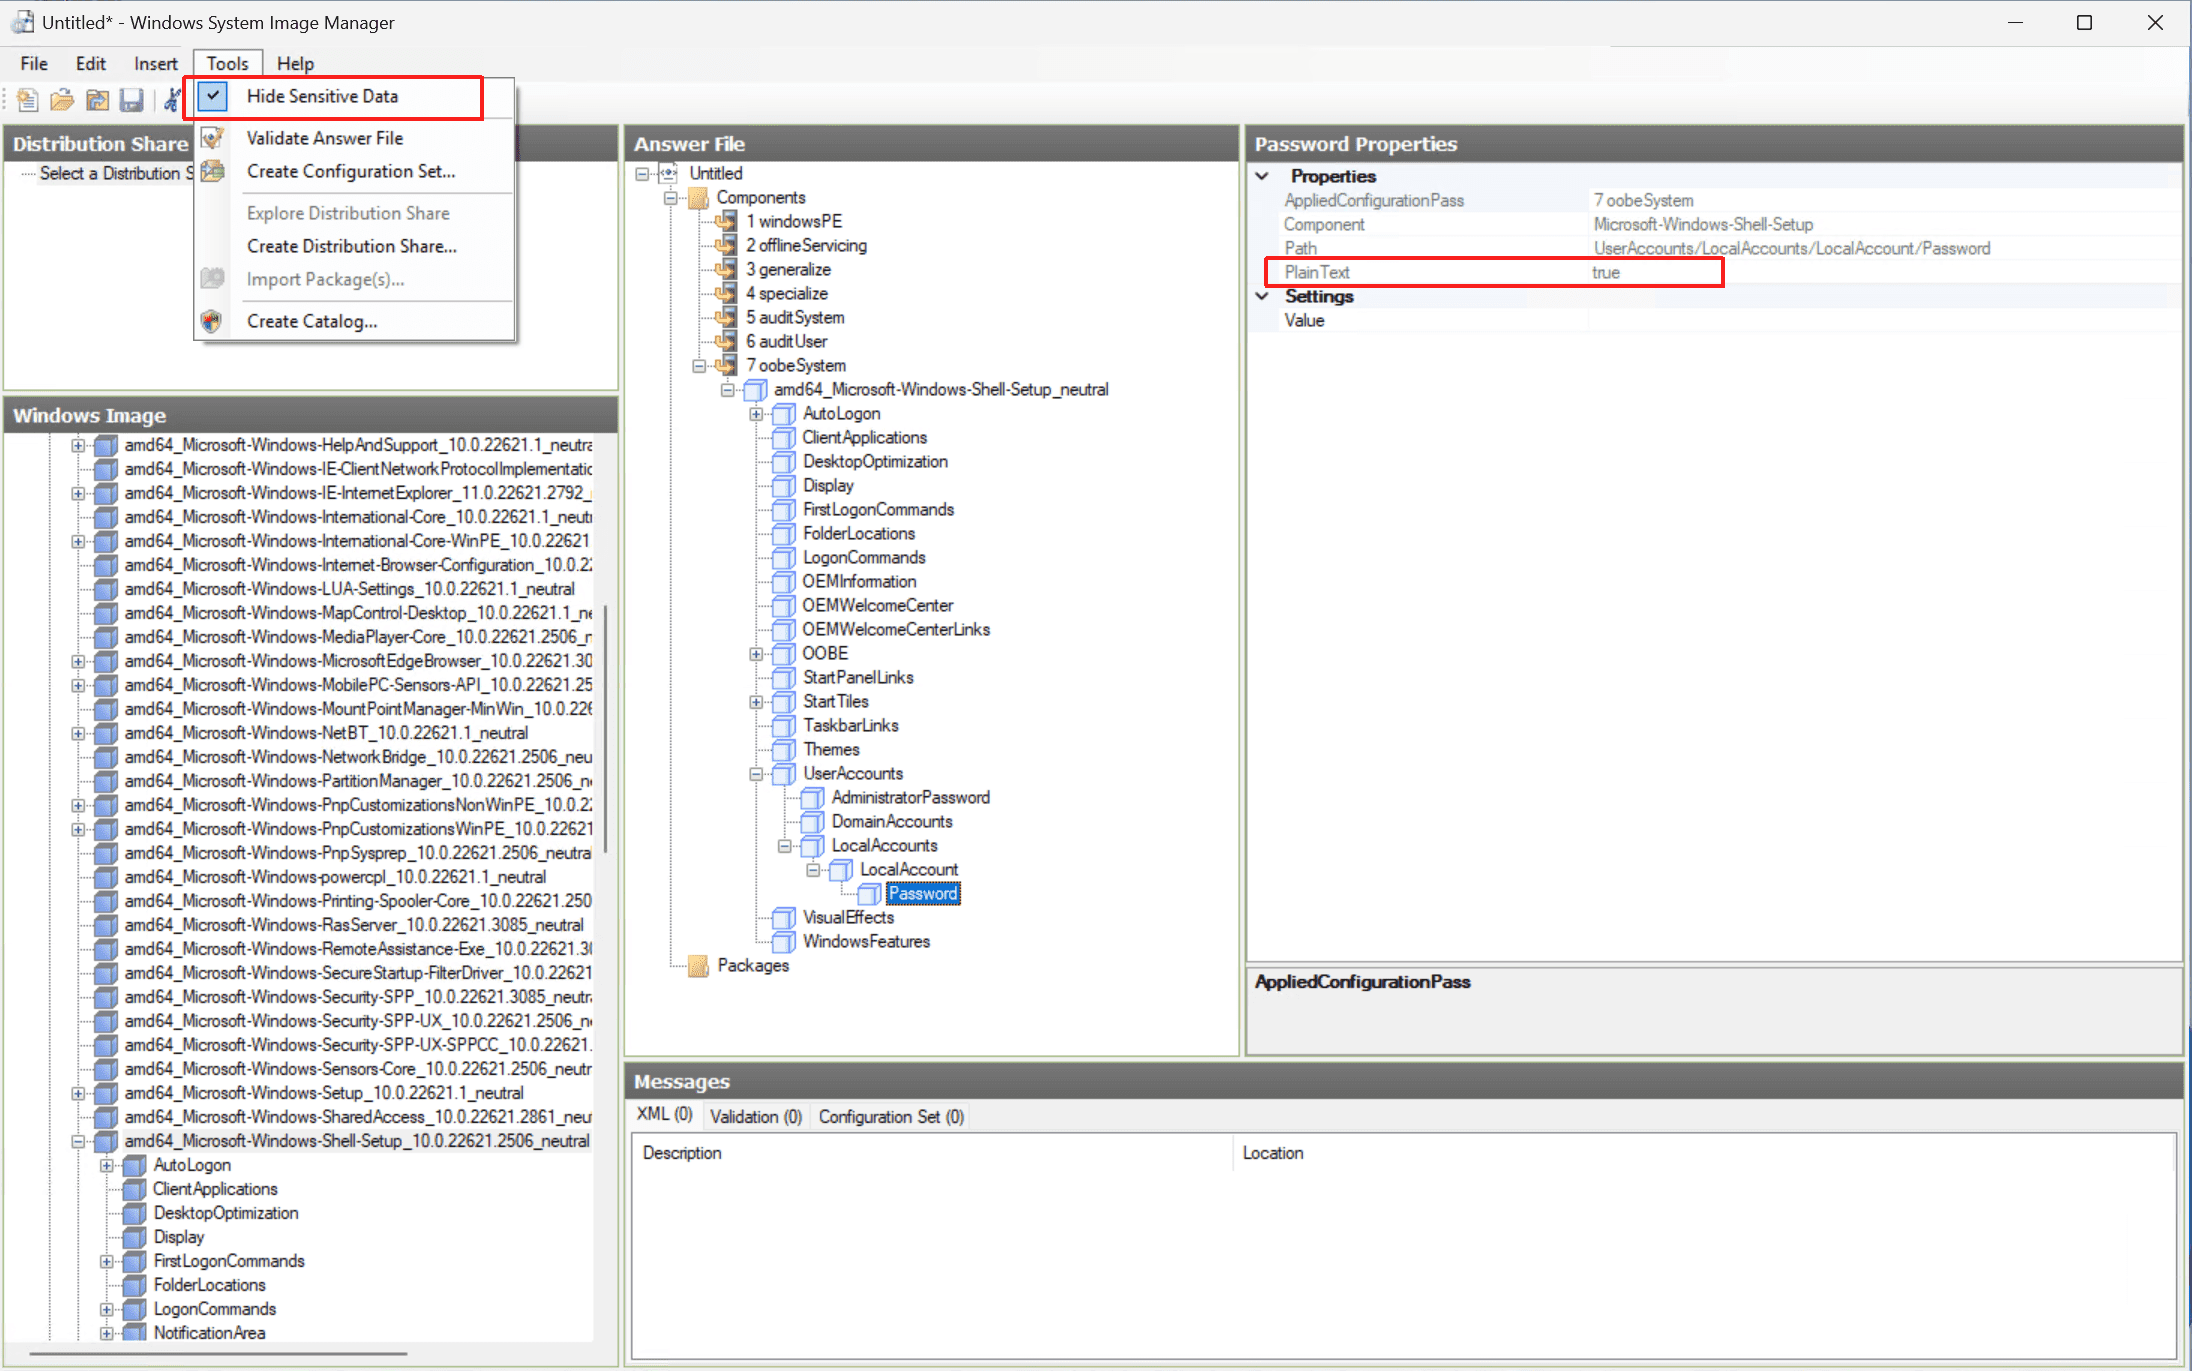 Untitled* - Windows System Image Manager
File Edit Insert Tools Help
Hide Sensitive Data
Validate Answer File
Create Configuration Set...
Explore Distribution Share
Create Distribution Share...
Import Package(s)...
Create Catalog...
Distribution Share
Select a Distribution S
Windows Image
amd64_Microsoft-Windows-HelpAndSupport_10.0.22621.1_neutra
amd64_Microsoft-Windows-IE-ClientNetworkProtocolImplementatic
amd64_Microsoft-Windows-IE-InternetExplorer_11.0.22621.2792_
amd64_Microsoft-Windows-International-Core_10.0.22621.1_neutr
amd64_Microsoft-Windows-International-Core-WinPE_10.0.22621
amd64_Microsoft-Windows-Internet-Browser-Configuration_10.0.22
amd64_Microsoft-Windows-LUA-Settings_10.0.22621.1_neutral
amd64_Microsoft-Windows-MapControl-Desktop_10.0.22621.1_ne
amd64_Microsoft-Windows-MediaPlayer-Core_10.0.22621.2506_n
amd64_Microsoft-Windows-MicrosoftEdgeBrowser_10.0.22621.30
amd64_Microsoft-Windows-MobilePC-Sensors-API_10.0.22621.25
amd64_Microsoft-Windows-MountPointManager-MinWin_10.0.226
amd64_Microsoft-Windows-NetBT_10.0.22621.1_neutral
amd64_Microsoft-Windows-NetworkBridge_10.0.22621.2506_neu
amd64_Microsoft-Windows-PartitionManager_10.0.22621.2506_n
amd64_Microsoft-Windows-PnpCustomizationsNonWinPE_10.0.22
amd64_Microsoft-Windows-PnpCustomizationsWinPE_10.0.22621
amd64_Microsoft-Windows-PnpSysprep_10.0.22621.2506_neutra
amd64_Microsoft-Windows-powercpl_10.0.22621.1_neutral
amd64_Microsoft-Windows-Printing-Spooler-Core_10.0.22621.250
amd64_Microsoft-Windows-RasServer_10.0.22621.3085_neutral
amd64_Microsoft-Windows-RemoteAssistance-Exe_10.0.22621.30
amd64_Microsoft-Windows-SecureStartup-FilterDriver_10.0.22621
amd64_Microsoft-Windows-Security-SPP_10.0.22621.3085_neutr
amd64_Microsoft-Windows-Security-SPP-UX_10.0.22621.2506_n
amd64_Microsoft-Windows-Security-SPP-UX-SPPCC_10.0.22621.
amd64_Microsoft-Windows-Sensors-Core_10.0.22621.2506_neutr
amd64_Microsoft-Windows-Setup_10.0.22621.1_neutral
amd64_Microsoft-Windows-SharedAccess_10.0.22621.2861_neu
amd64_Microsoft-Windows-Shell-Setup_10.0.22621.2506_neutral
AutoLogon
ClientApplications
DesktopOptimization
Display
FirstLogonCommands
FolderLocations
LogonCommands
NotificationArea
Answer File
Untitled
Components
1 windowsPE
2 offlineServicing
3 generalize
4 specialize
5 auditSystem
6 auditUser
7 oobeSystem
amd64_Microsoft-Windows-Shell-Setup_neutral
AutoLogon
ClientApplications
DesktopOptimization
Display
FirstLogonCommands
FolderLocations
LogonCommands
OEMInformation
OEMWelcomeCenter
OEMWelcomeCenterLinks
OOBE
StartPanelLinks
StartTiles
TaskbarLinks
Themes
UserAccounts
AdministratorPassword
DomainAccounts
LocalAccounts
LocalAccount
Password
VisualEffects
WindowsFeatures
Packages
Password Properties
Properties
AppliedConfigurationPass 7 oobeSystem
Component Microsoft-Windows-Shell-Setup
Path UserAccounts/LocalAccounts/LocalAccount/Password
PlainText true
Settings
Value
AppliedConfigurationPass
Messages
XML (0) Validation (0) Configuration Set (0)
Description Location